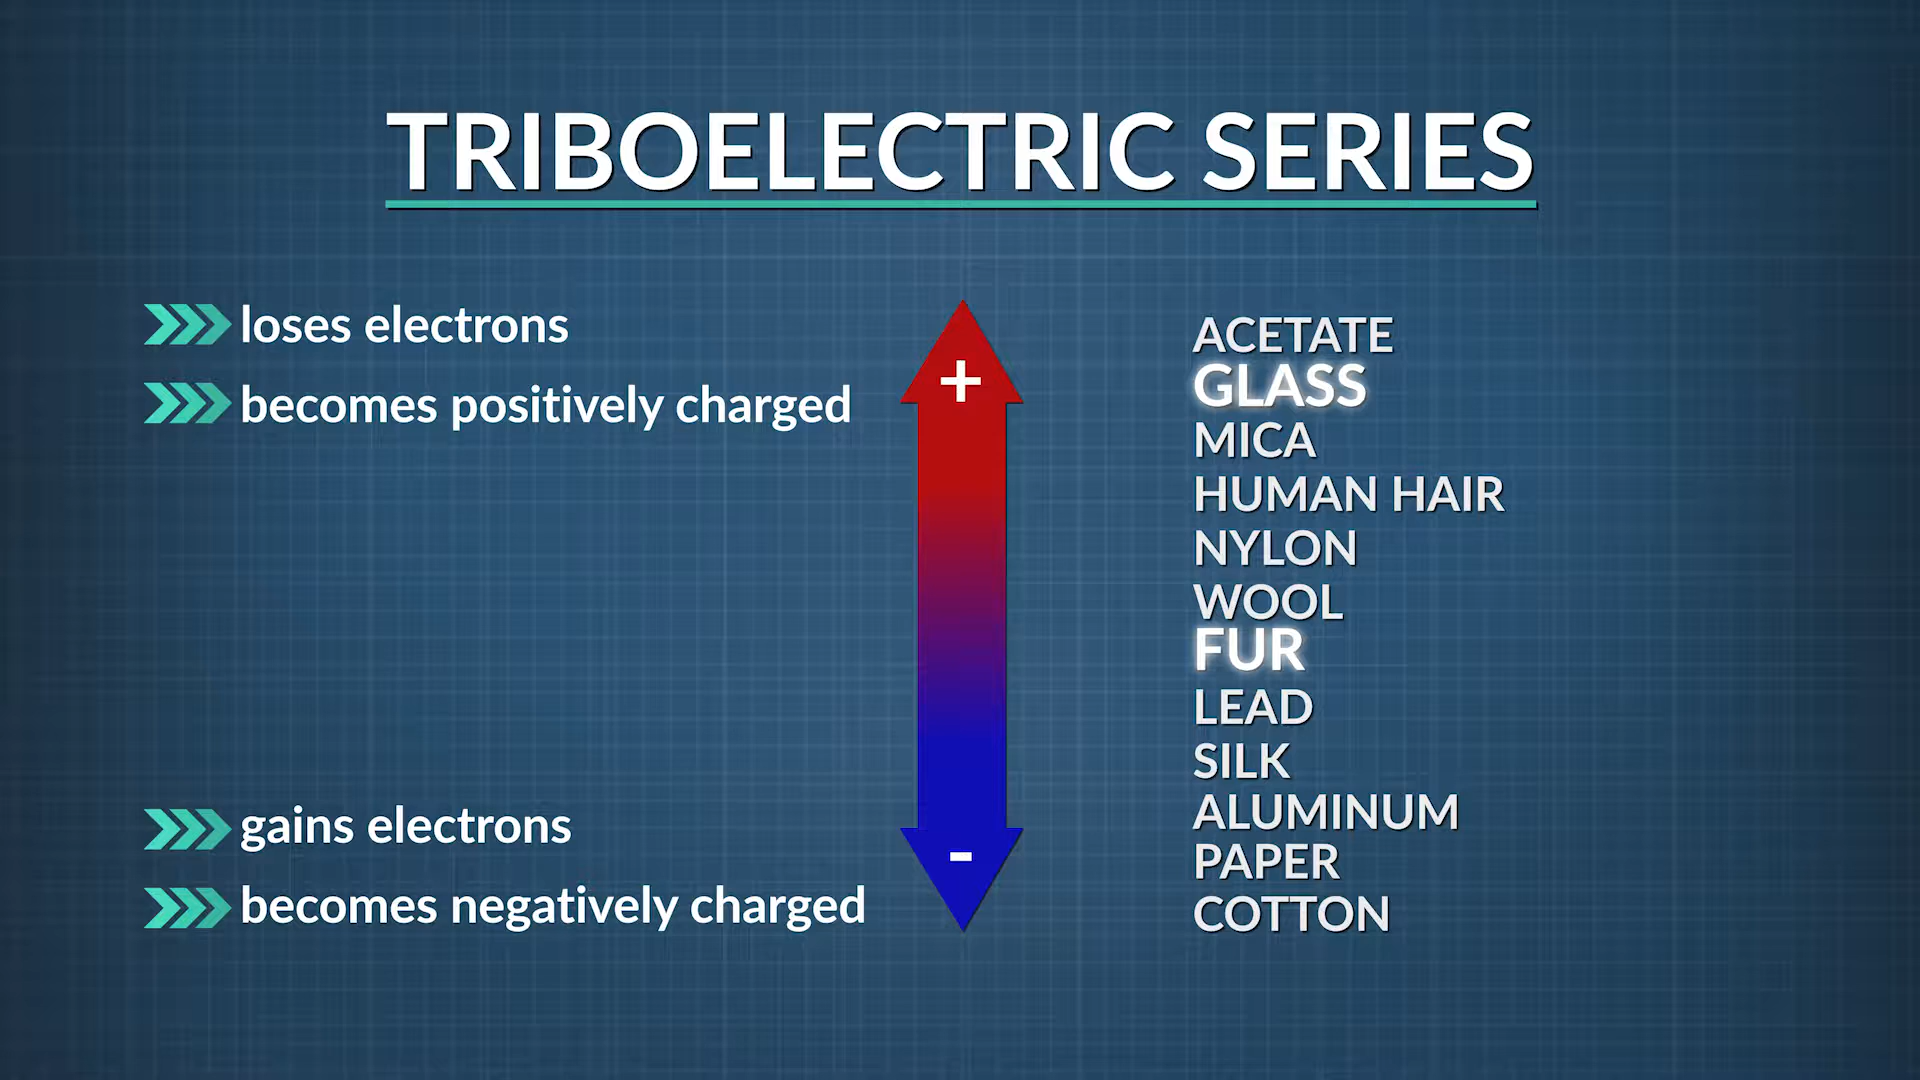 TRIBOELECTRIC SERIES
loses electrons
becomes positively charged
gains electrons
becomes negatively charged
+
-
ACETATE
GLASS
MICA
HUMAN HAIR
NYLON
WOOL
FUR
LEAD
SILK
ALUMINUM
PAPER
COTTON